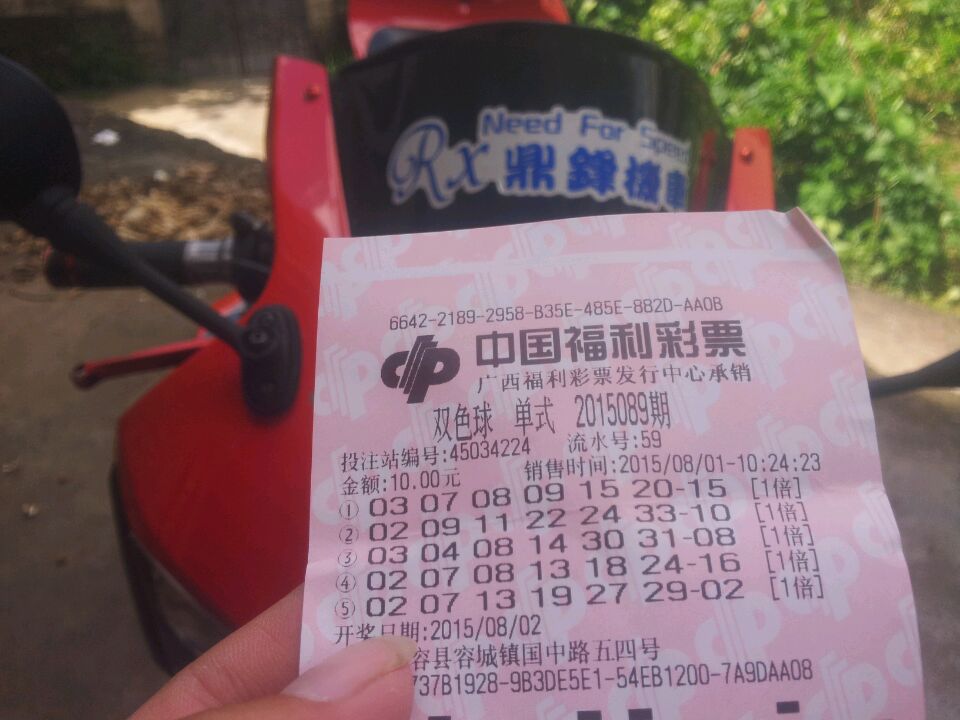 Need For Speed
Rx 鼎鋒機車
6642-2189-2958-B35E-485E-882D-AA0B
中国福利彩票
广西福利彩票发行中心承销
双色球 单式 2015089期
投注站编号:45034224 流水号:59
金额:10.00元 销售时间:2015/08/01-10:24:23
① 03 07 08 09 15 20-15 [1倍]
② 02 09 11 22 24 33-10 [1倍]
③ 03 04 08 14 30 31-08 [1倍]
④ 02 07 08 13 18 24-16 [1倍]
⑤ 02 07 13 19 27 29-02 [1倍]
开奖日期:2015/08/02
容县容城镇国中路五四号
737B1928-9B3DE5E1-54EB1200-7A9DAA08